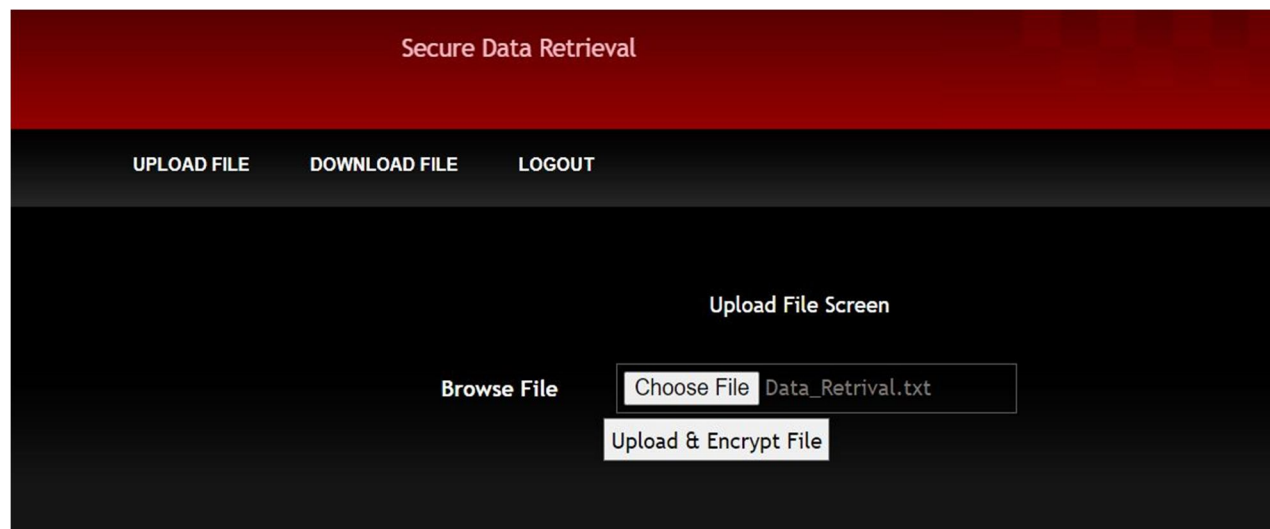 Secure Data Retrieval
UPLOAD FILE DOWNLOAD FILE LOGOUT
Upload File Screen
Browse File Choose File Data_Retrival.txt
Upload & Encrypt File